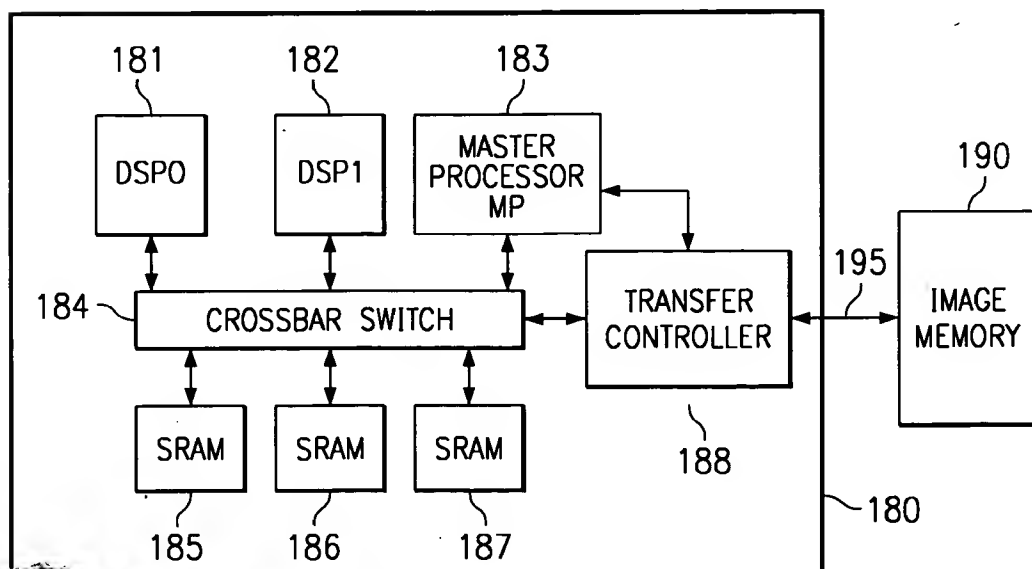 181
182
183
DSP0
DSP1
MASTER
PROCESSOR
MP
190
184
CROSSBAR SWITCH
TRANSFER
CONTROLLER
195
IMAGE
MEMORY
SRAM
SRAM
SRAM
188
185
186
187
180